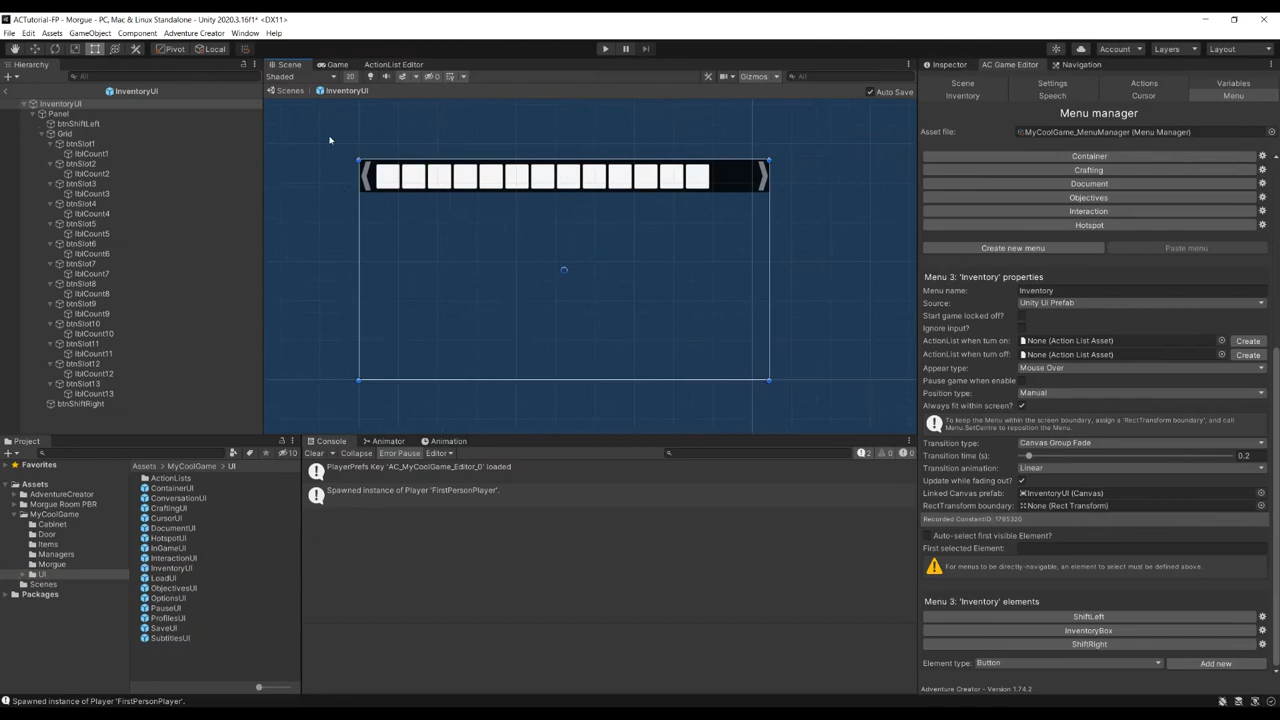 ACTutorial-FP - Morgue - PC, Mac & Linux Standalone - Unity 2020.3.16f1* <DX11>
File Edit Assets GameObject Component Adventure Creator Window Help
Pivot Local Account Layers Layout
Hierarchy
All
InventoryUI
InventoryUI
Panel
btnShiftLeft
Grid
btnSlot1
lblCount1
btnSlot2
lblCount2
btnSlot3
lblCount3
btnSlot4
lblCount4
btnSlot5
lblCount5
btnSlot6
lblCount6
btnSlot7
lblCount7
btnSlot8
lblCount8
btnSlot9
lblCount9
btnSlot10
lblCount10
btnSlot11
lblCount11
btnSlot12
lblCount12
btnSlot13
lblCount13
btnShiftRight
Scene Game ActionList Editor
Shaded 2D 0 Gizmos All
Scenes InventoryUI Auto Save
Project
Favorites
Assets
AdventureCreator
Morgue Room PBR
MyCoolGame
Cabinet
Door
Items
Managers
Morgue
UI
Scenes
Packages
10
Assets > MyCoolGame > UI
ActionLists
ContainerUI
ConversationUI
CraftingUI
CursorUI
DocumentUI
HotspotUI
InGameUI
InteractionUI
InventoryUI
LoadUI
ObjectivesUI
OptionsUI
PauseUI
ProfilesUI
SaveUI
SubtitlesUI
Console Animator Animation
Clear Collapse Error Pause Editor 2 0 0
PlayerPrefs Key 'AC_MyCoolGame_Editor_0' loaded
Spawned instance of Player 'FirstPersonPlayer'.
Inspector AC Game Editor Navigation
Scene Settings Actions Variables
Inventory Speech Cursor Menu
Menu manager
Asset file: MyCoolGame_MenuManager (Menu Manager)
Container
Crafting
Document
Objectives
Interaction
Hotspot
Create new menu Paste menu
Menu 3: 'Inventory' properties
Menu name: Inventory
Source: Unity Ui Prefab
Start game locked off?
Ignore input?
ActionList when turn on: None (Action List Asset) Create
ActionList when turn off: None (Action List Asset) Create
Appear type: Mouse Over
Pause game when enable
Position type: Manual
Always fit within screen?
To keep the Menu within the screen boundary, assign a 'RectTransform boundary', and call Menu.SetCentre to reposition the Menu.
Transition type: Canvas Group Fade
Transition time (s): 0.2
Transition animation: Linear
Update while fading out?
Linked Canvas prefab: InventoryUI (Canvas)
RectTransform boundary: None (Rect Transform)
Recorded ConstantID: 1765320
Auto-select first visible Element?
First selected Element:
For menus to be directly-navigable, an element to select must be defined above.
Menu 3: 'Inventory' elements
ShiftLeft
InventoryBox
ShiftRight
Element type: Button Add new
Adventure Creator - Version 1.74.2
Spawned instance of Player 'FirstPersonPlayer'.